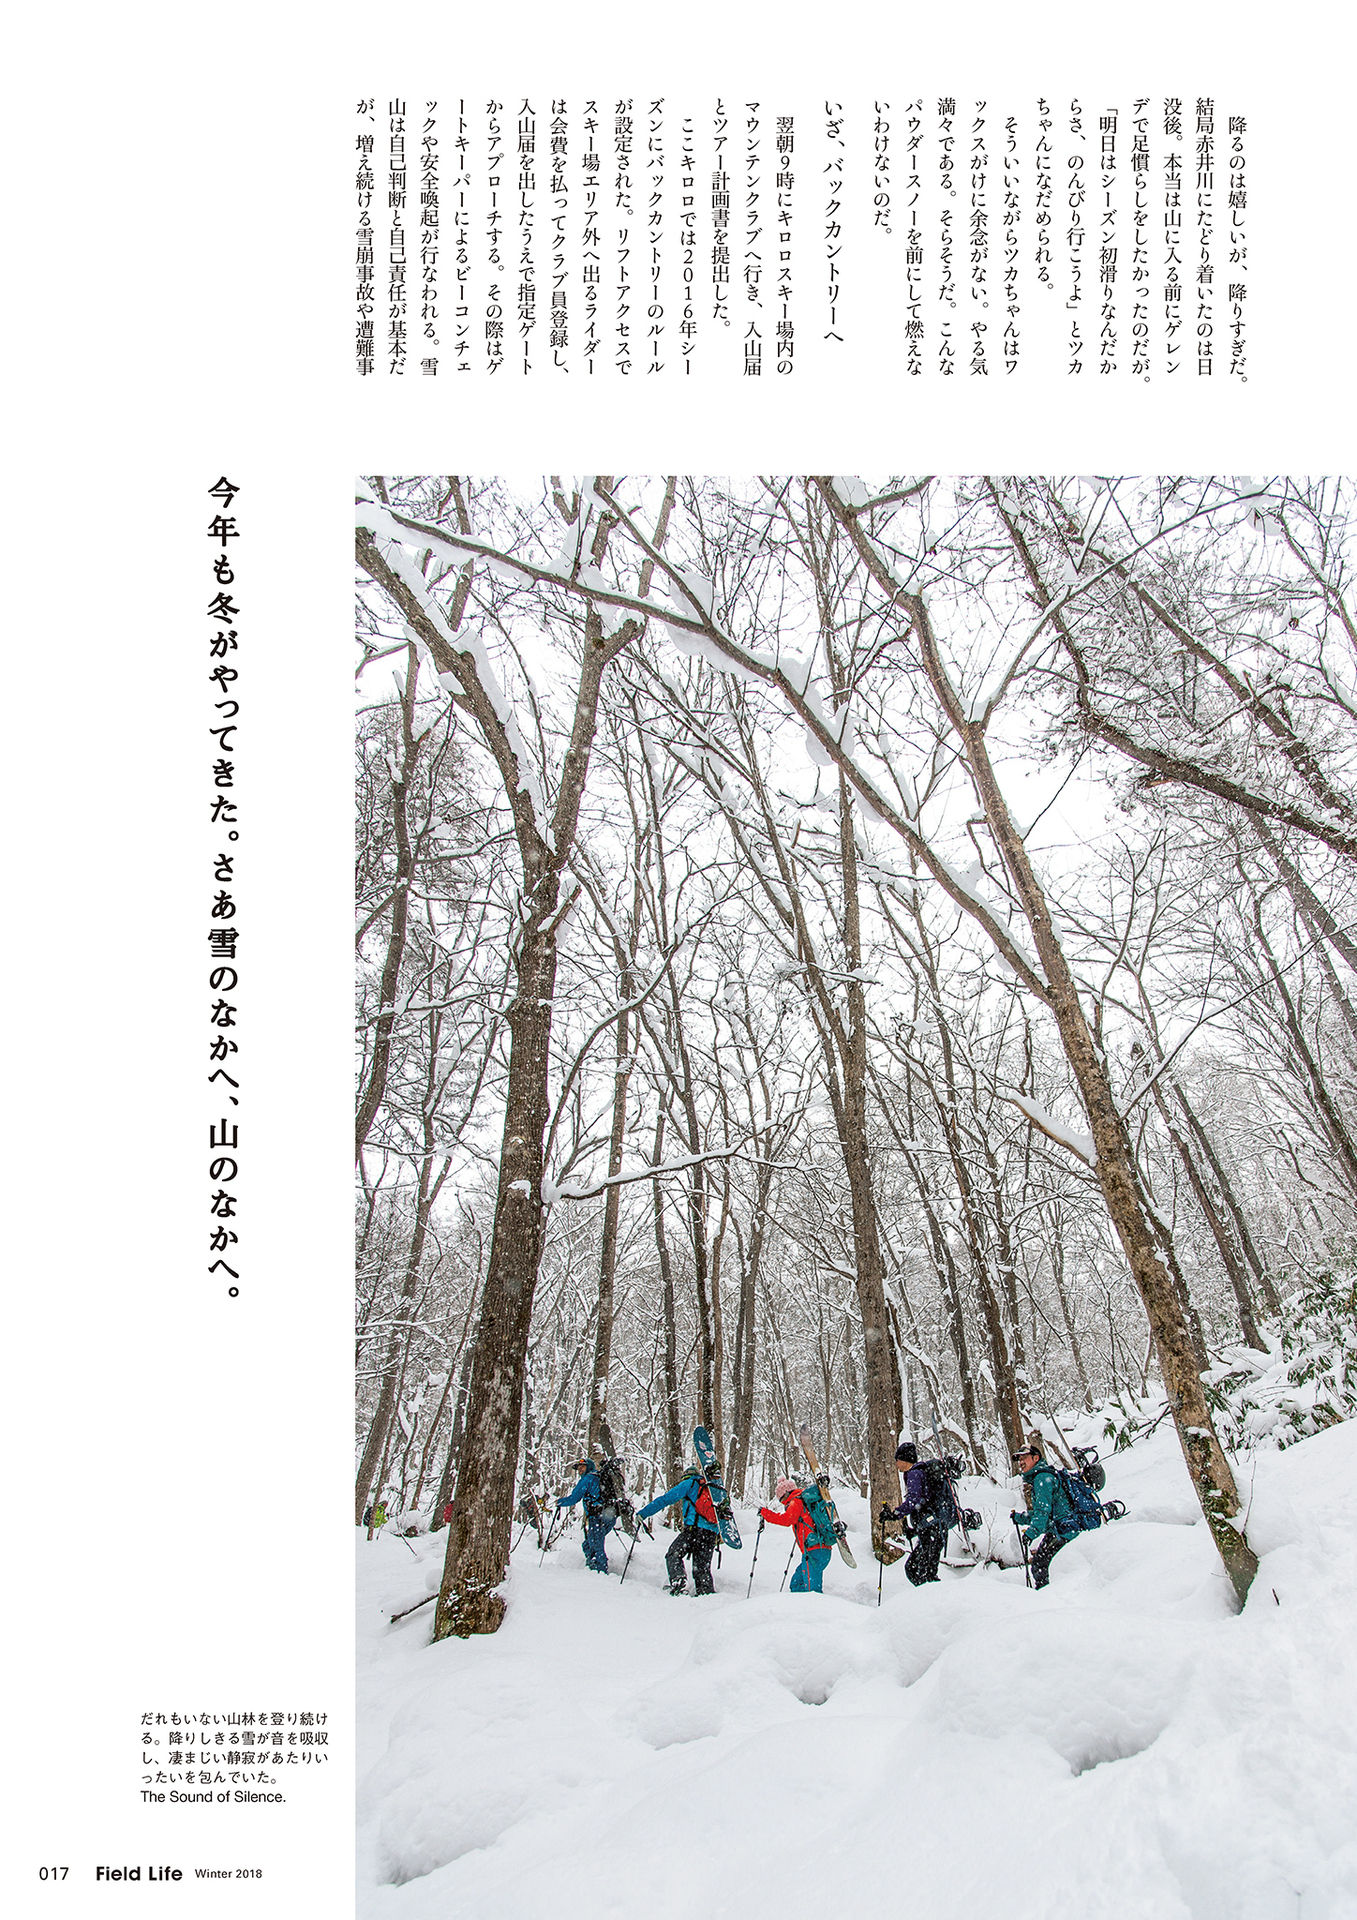 降るのは嬉しいが、降りすぎだ。
結局赤井川にたどり着いたのは日
没後。本当は山に入る前にゲレン
デで足慣らしをしたかったのだが。
「明日はシーズン初滑りなんだか
らさ、のんびり行こうよ」とツカ
ちゃんになだめられる。
そういいながらツカちゃんはワ
ックスがけに余念がない。やる気
満々である。そらそうだ。こんな
パウダースノーを前にして燃えな
いわけないのだ。
いざ、バックカントリーへ
翌朝9時にキロロスキー場内の
マウンテンクラブへ行き、入山届
とツアー計画書を提出した。
ここキロロでは2016年シー
ズンにバックカントリーのルール
が設定された。リフトアクセスで
スキー場エリア外へ出るライダー
は会費を払ってクラブ員登録し、
入山届を出したうえで指定ゲート
からアプローチする。その際はゲ
ートキーパーによるビーコンチェ
ックや安全喚起が行なわれる。雪
山は自己判断と自己責任が基本だ
が、増え続ける雪崩事故や遭難事
今年も冬がやってきた。さあ雪のなかへ、山のなかへ。
だれもいない山林を登り続け
る。降りしきる雪が音を吸収
し、凄まじい静寂があたりい
ったいを包んでいた。
The Sound of Silence.
017 Field Life Winter 2018